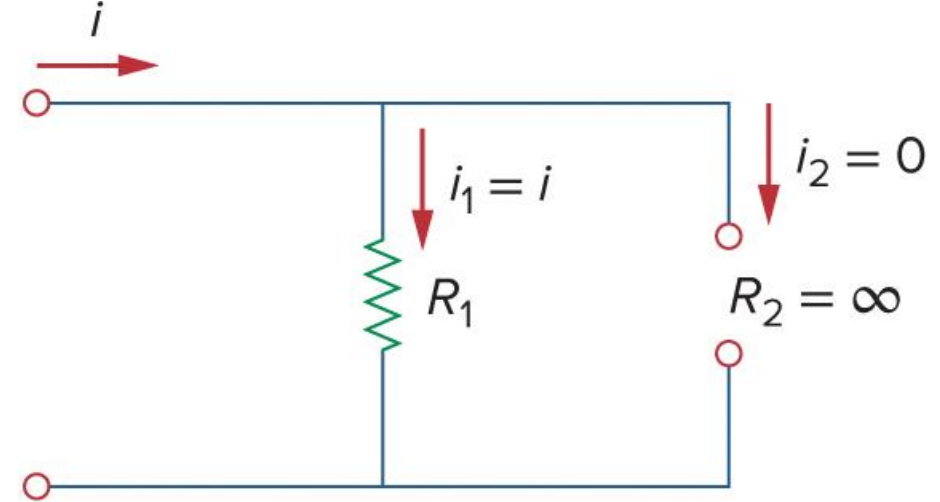 i
i₁ = i
i₂ = 0
R₁
R₂ = ∞